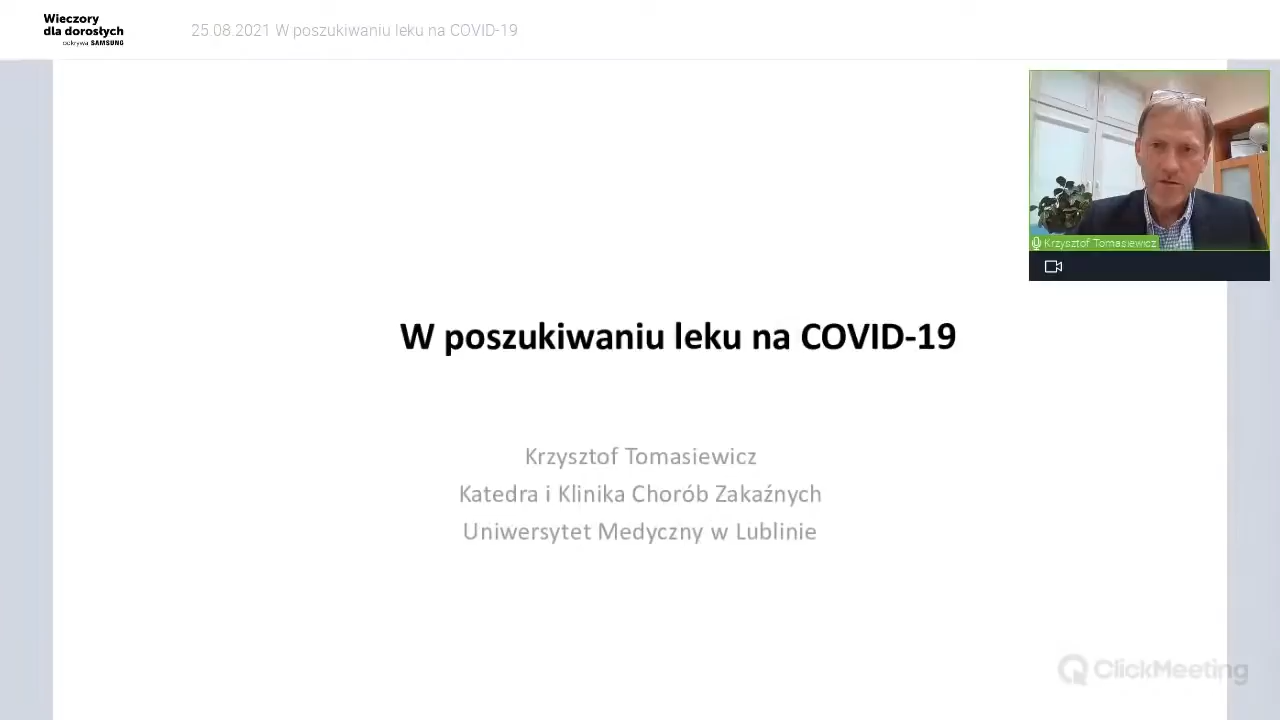 Wieczory
dla dorosłych
odkrywa SAMSUNG
25.08.2021 W poszukiwaniu leku na COVID-19
Krzysztof Tomasiewicz
W poszukiwaniu leku na COVID-19
Krzysztof Tomasiewicz
Katedra i Klinika Chorób Zakaźnych
Uniwersytet Medyczny w Lublinie
ClickMeeting